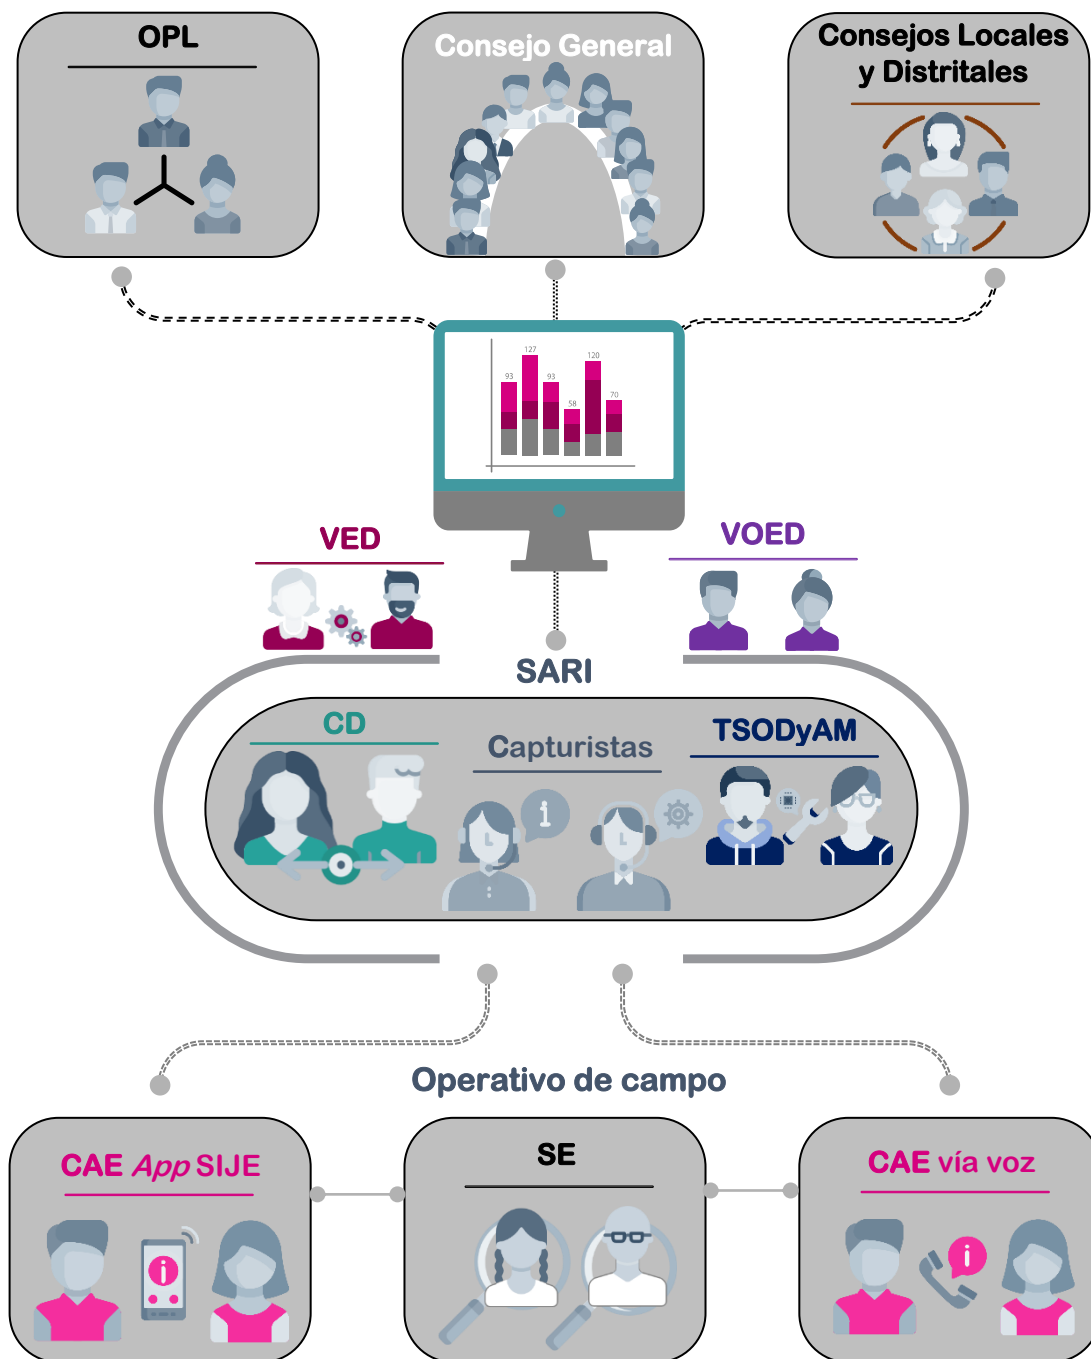 OPL
Consejo General
Consejos Locales
y Distritales
127
120
93
93
70
58
VED
VOED
SARI
CD
Capturistas
TSODyAM
i
Operativo de campo
CAE App SIJE
SE
CAE vía voz
i
i